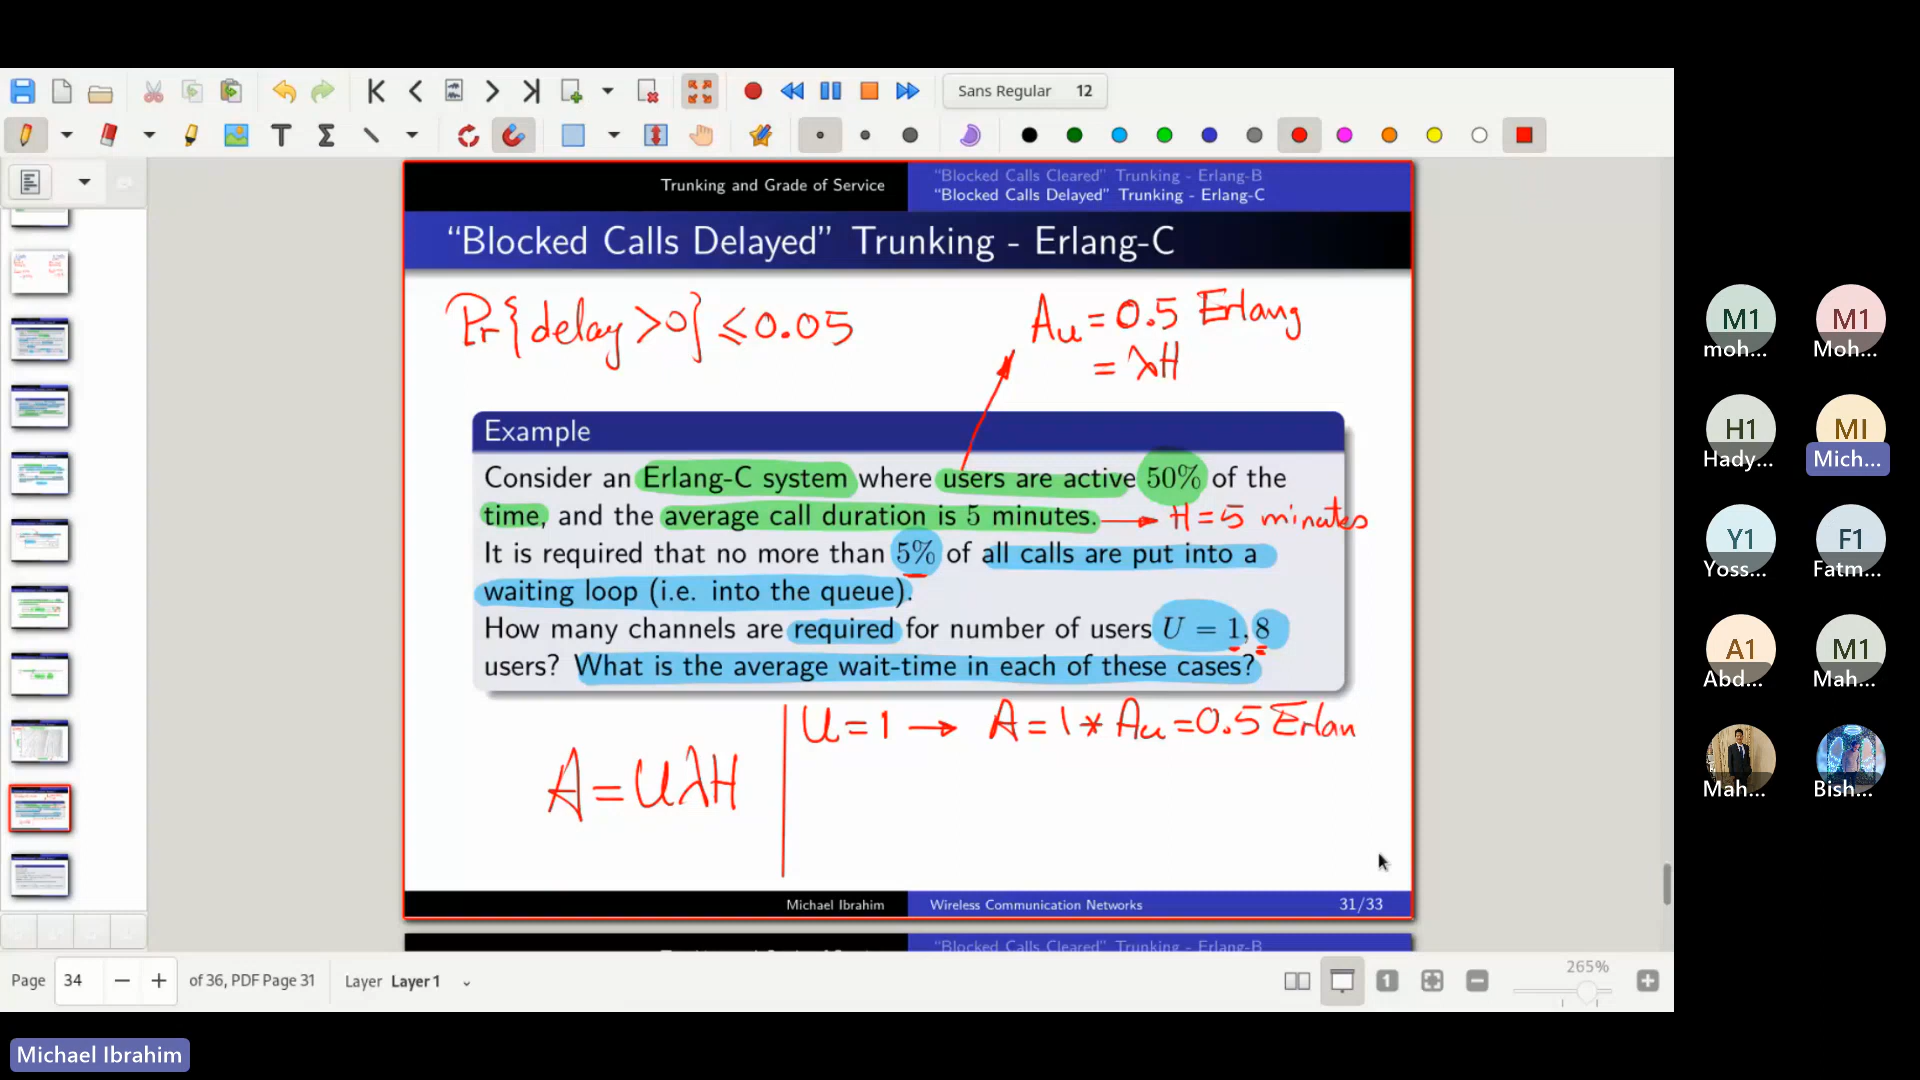 Sans Regular 12
Trunking and Grade of Service
“Blocked Calls Cleared” Trunking - Erlang-B
“Blocked Calls Delayed” Trunking - Erlang-C
“Blocked Calls Delayed” Trunking - Erlang-C
Pr{delay >0} ≤0.05
Au = 0.5 Erlang
= λH
Example
Consider an Erlang-C system where users are active 50% of the
time, and the average call duration is 5 minutes. → H = 5 minutes
It is required that no more than 5% of all calls are put into a
waiting loop (i.e. into the queue).
How many channels are required for number of users U = 1, 8
users? What is the average wait-time in each of these cases?
A = UλH
U = 1 → A = 1 * Au = 0.5 Erlan
Michael Ibrahim
Wireless Communication Networks
31/33
“Blocked Calls Cleared” Trunking - Erlang-B
Page 34 of 36, PDF Page 31
Layer Layer 1
265%
Michael Ibrahim
M1
moh...
M1
Moh...
H1
Hady...
MI
Mich...
Y1
Yoss...
F1
Fatm...
A1
Abd...
M1
Mah...
Mah...
Bish...